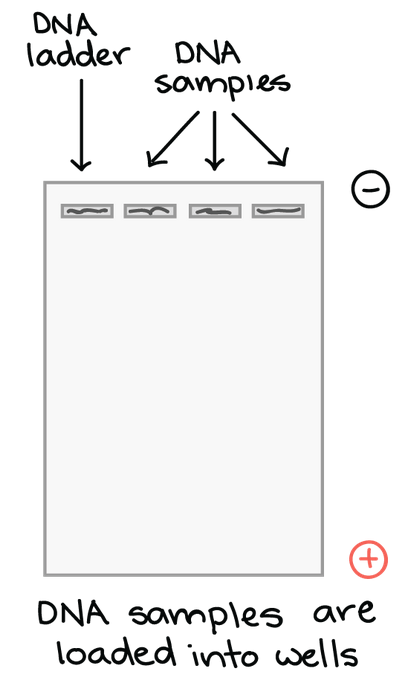 DNA
ladder
DNA
samples
−
+
DNA samples are
loaded into wells